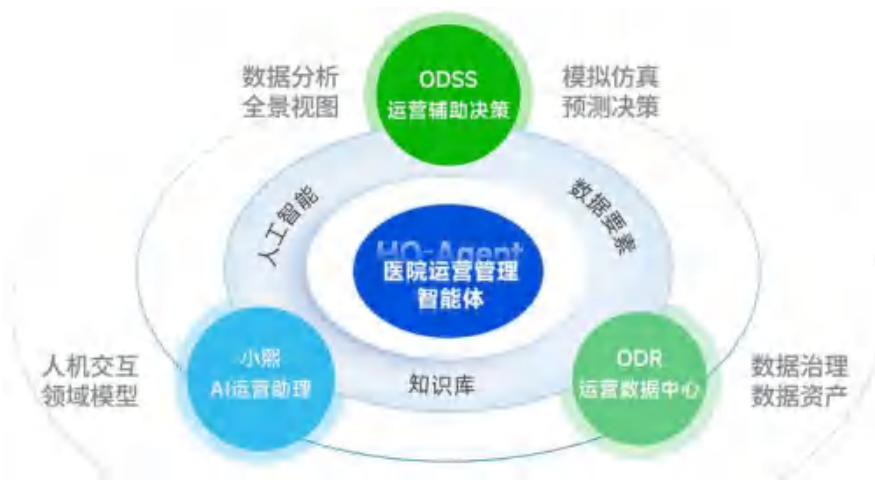 数据分析
全景视图
ODSS
运营辅助决策
模拟仿真
预测决策
人工智能
数据要素
HO-Agent
医院运营管理
智能体
人机交互
领域模型
小熙
AI运营助理
知识库
ODR
运营数据中心
数据治理
数据资产